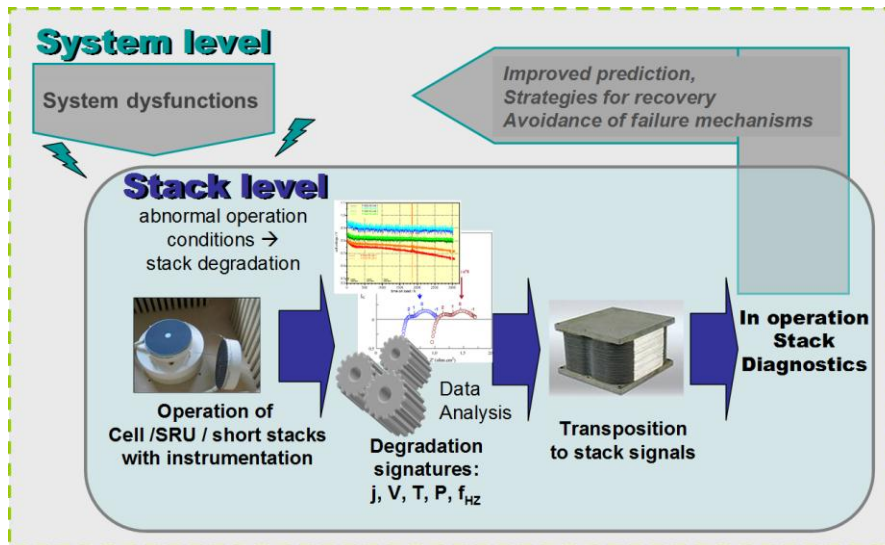 System level
System dysfunctions
Improved prediction,
Strategies for recovery
Avoidance of failure mechanisms
Stack level
abnormal operation
conditions →
stack degradation
Operation of
Cell /SRU / short stacks
with instrumentation
Data
Analysis
Degradation
signatures:
j, V, T, P, fHZ
Transposition
to stack signals
In operation
Stack
Diagnostics